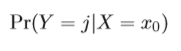 Pr(Y = j|X = x₀)